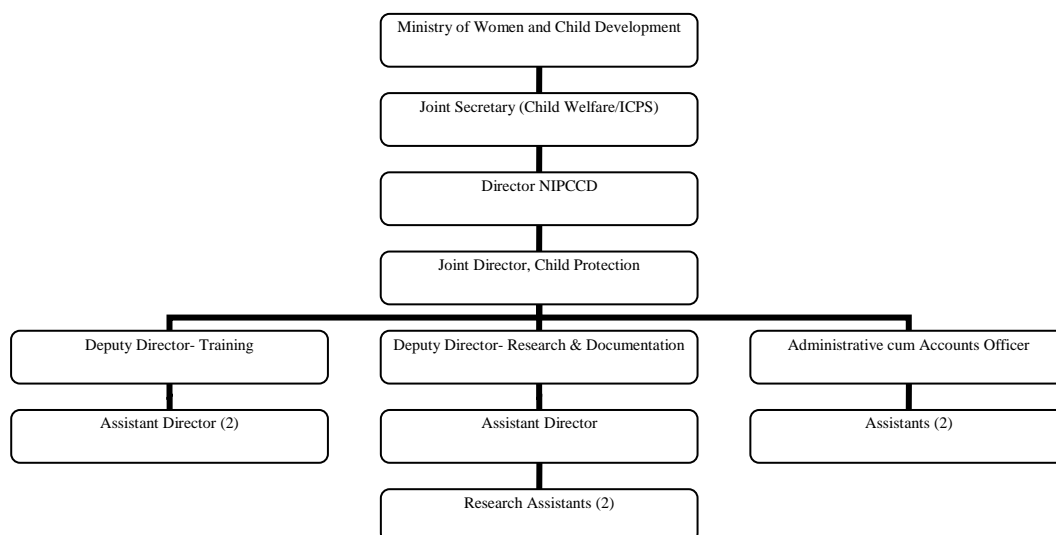 Ministry of Women and Child Development
Joint Secretary (Child Welfare/ICPS)
Director NIPCCD
Joint Director, Child Protection
Deputy Director- Training
Deputy Director- Research & Documentation
Administrative cum Accounts Officer
Assistant Director (2)
Assistant Director
Assistants (2)
Research Assistants (2)